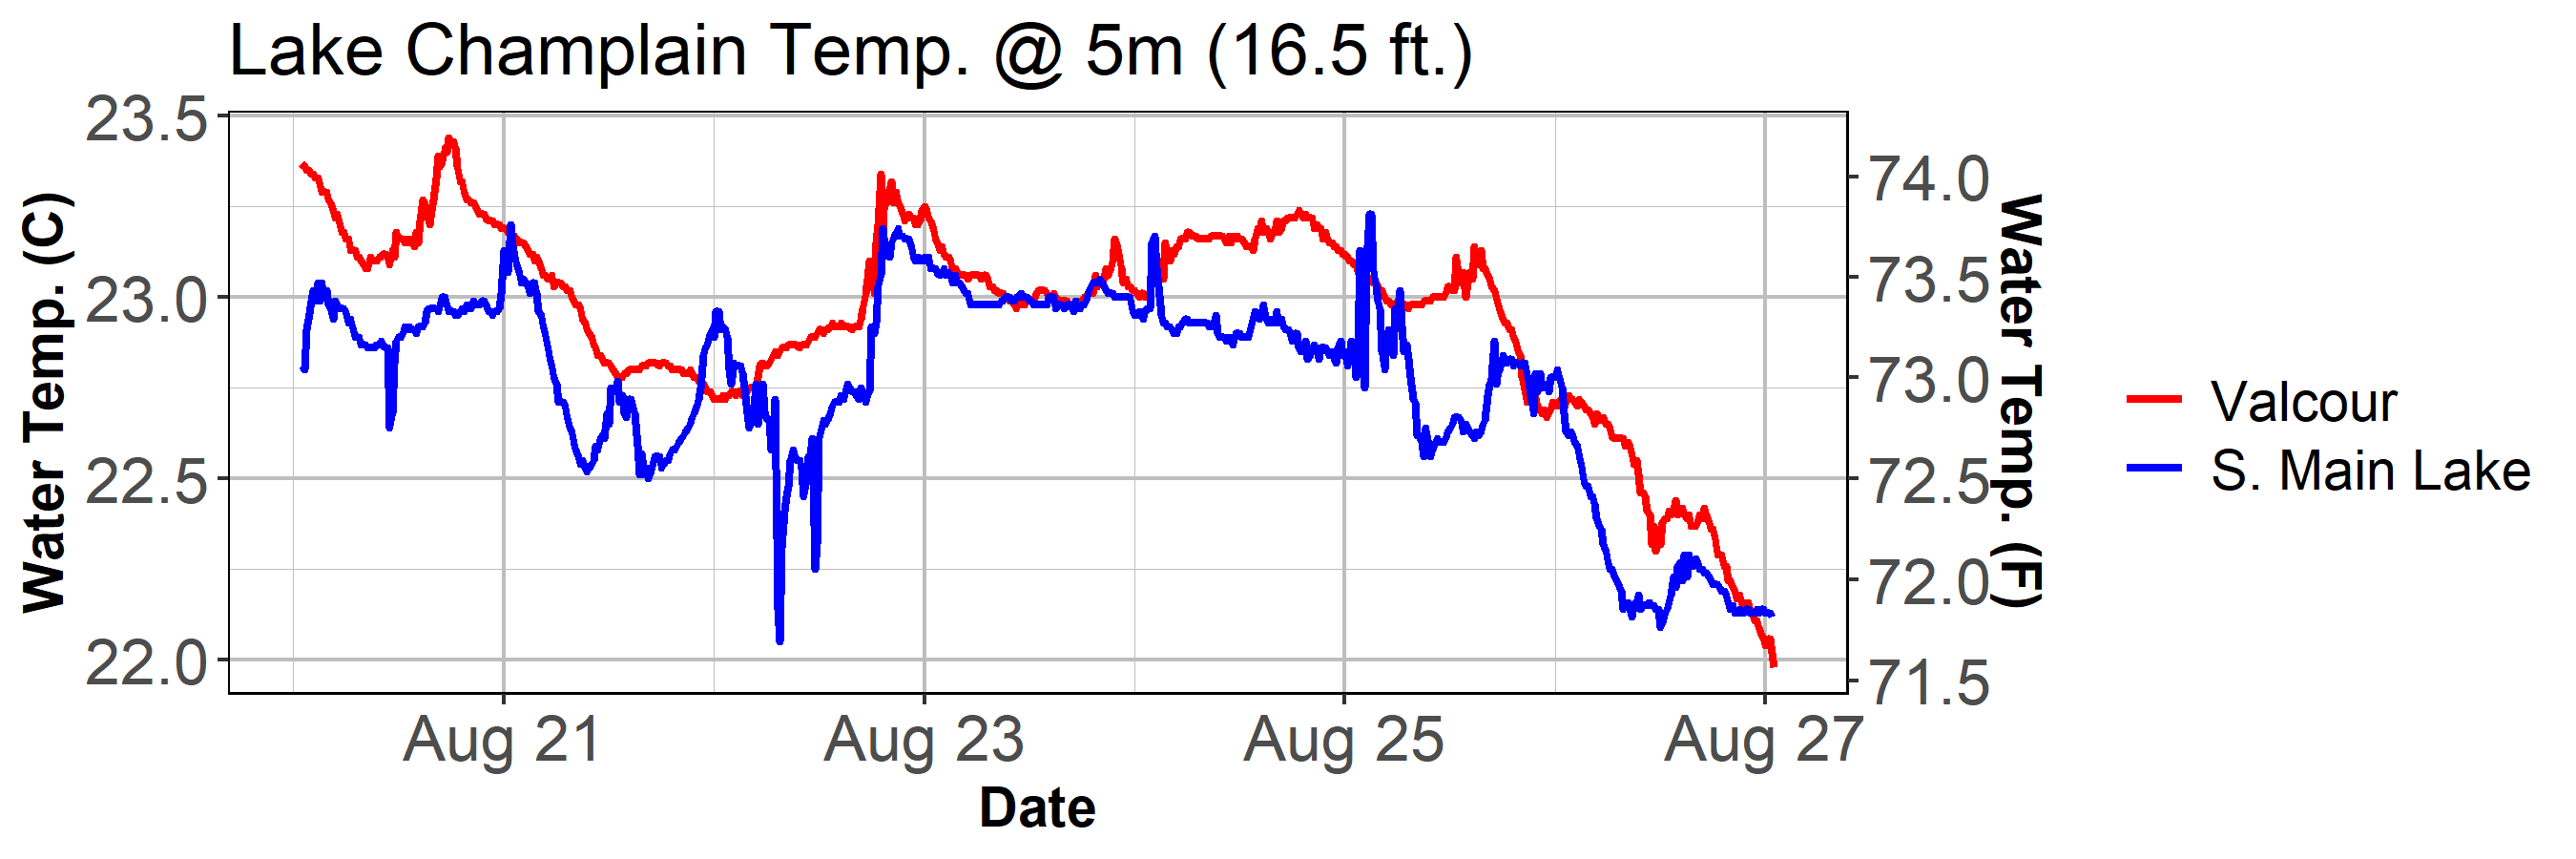 Lake Champlain Temp. @ 5m (16.5 ft.)
Water Temp. (C)
23.5
23.0
22.5
22.0
74.0
73.5
73.0
72.5
72.0
71.5
Water Temp. (F)
Aug 21
Aug 23
Aug 25
Aug 27
Date
Valcour
S. Main Lake